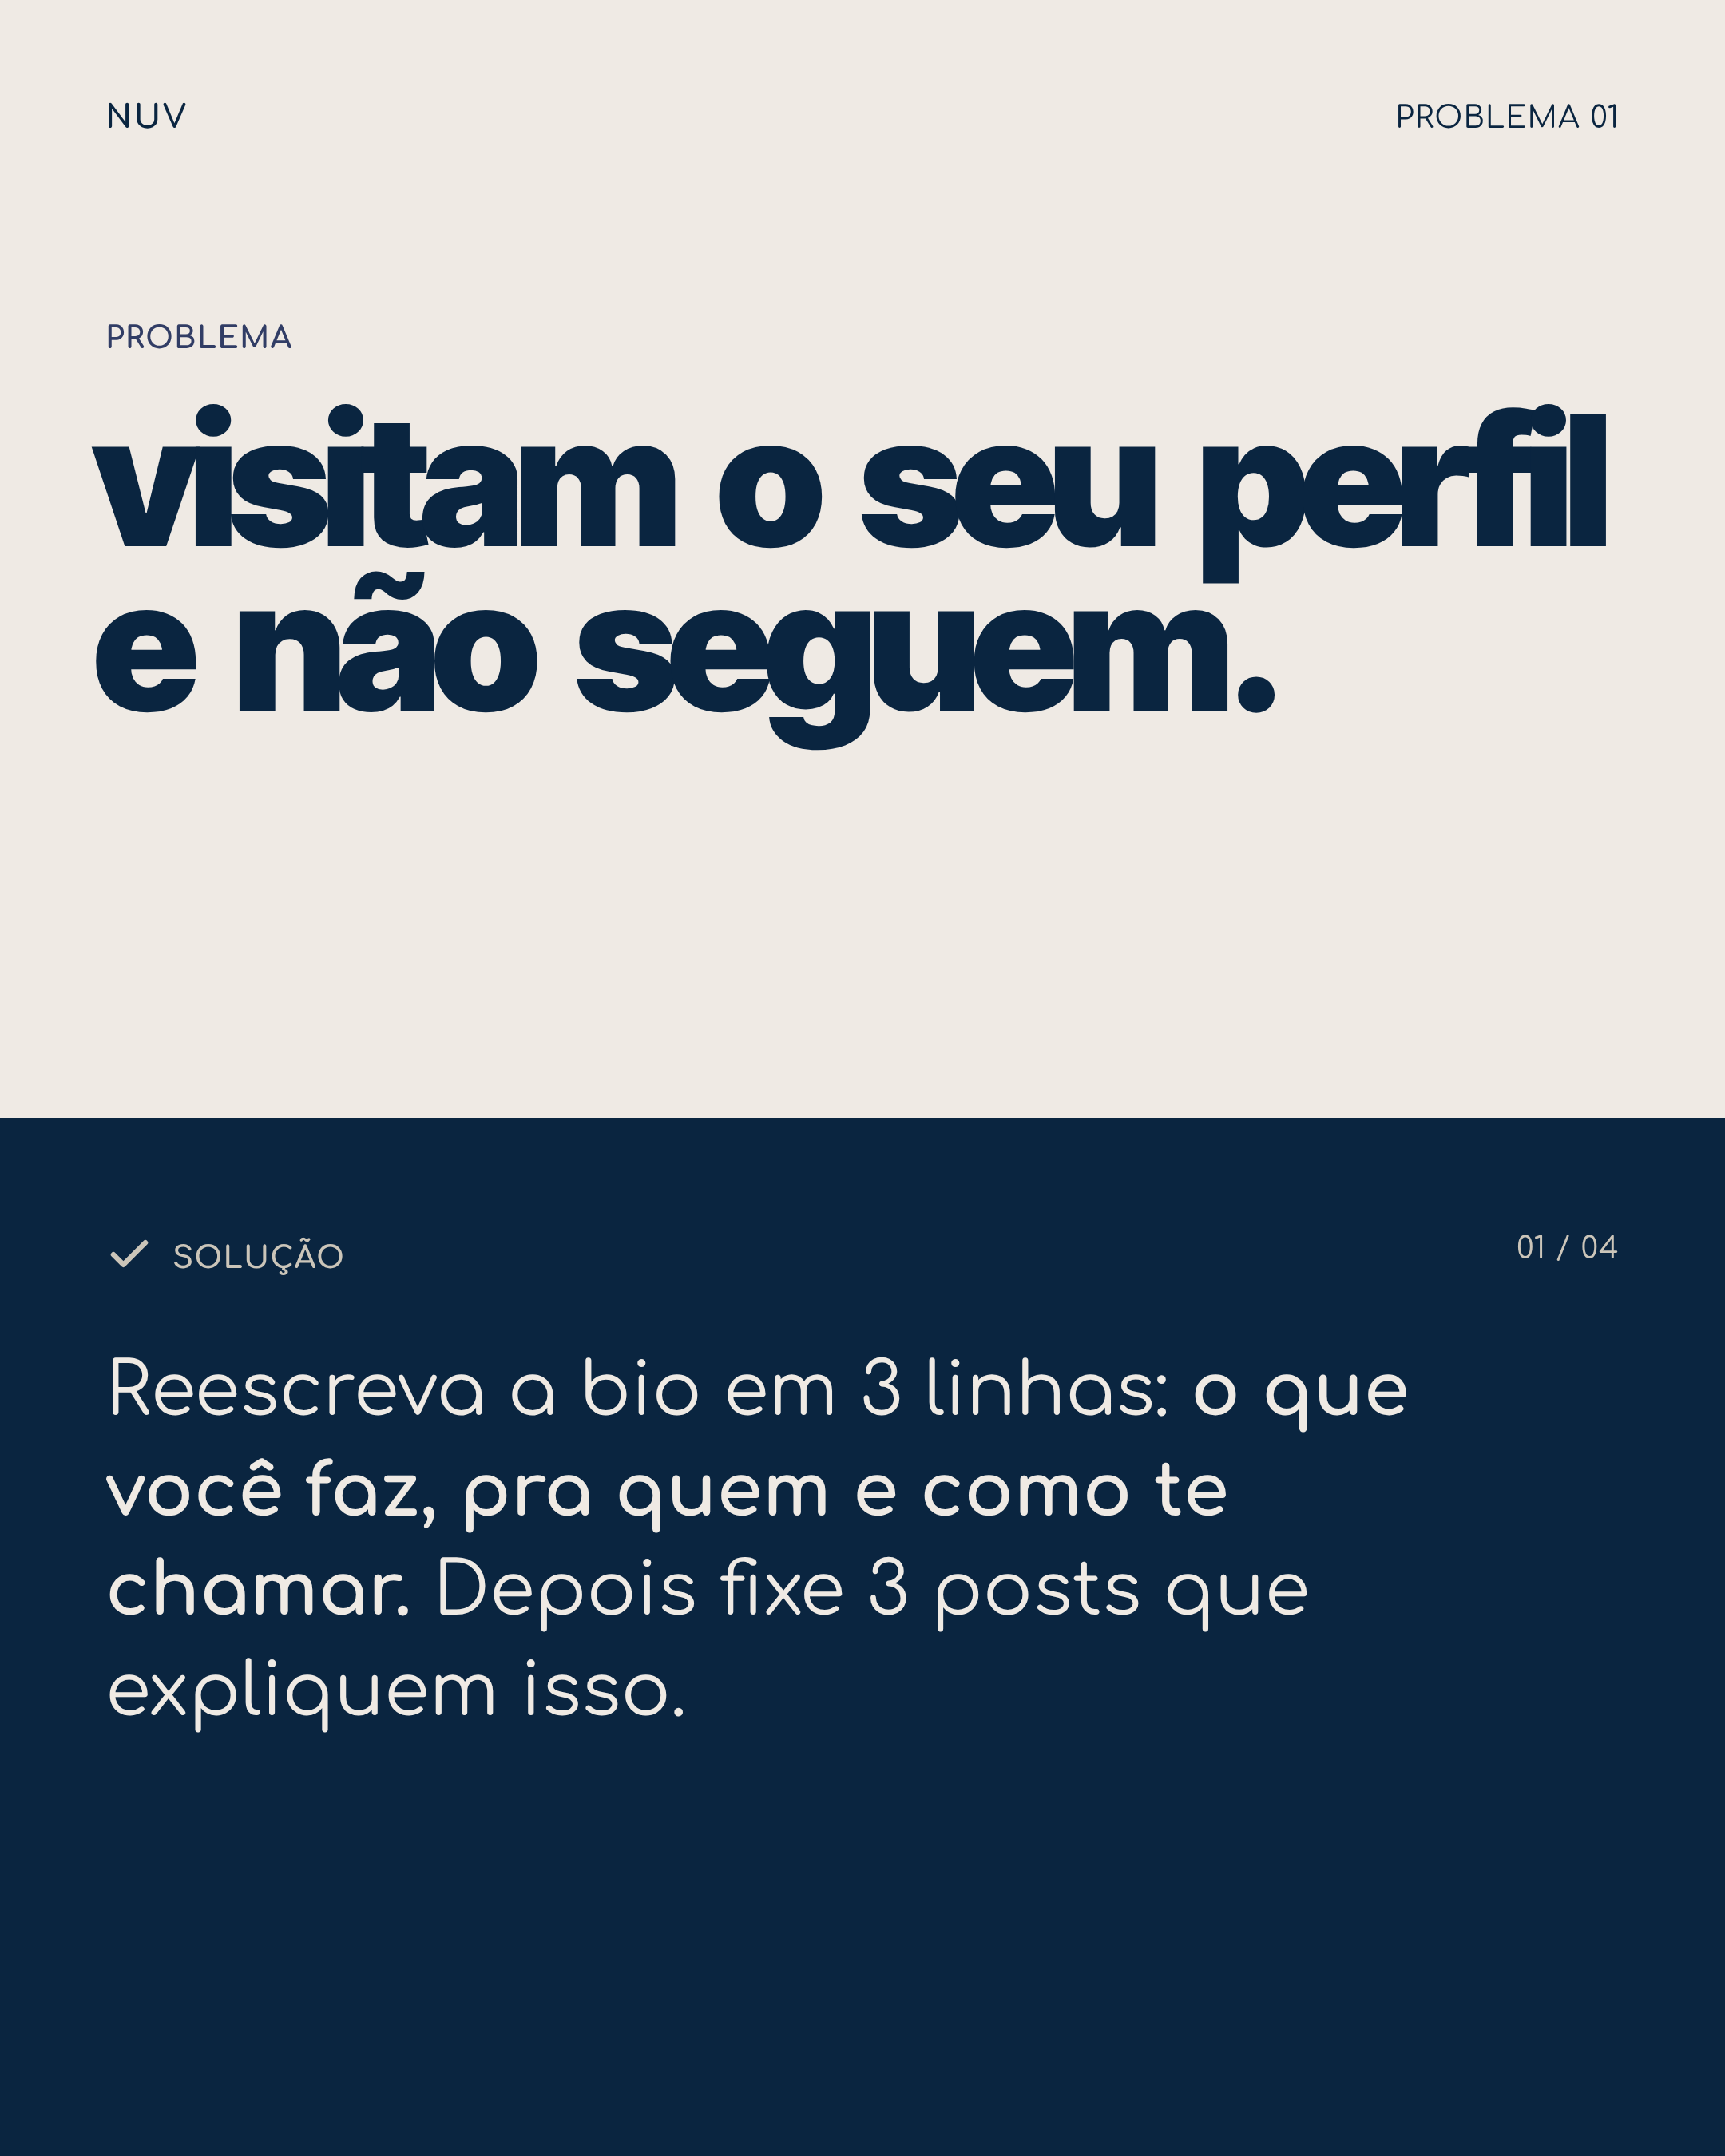 NUV
PROBLEMA 01
PROBLEMA
visitam o seu perfil
e não seguem.
SOLUÇÃO
01 / 04
Reescreva a bio em 3 linhas: o que
você faz, pra quem e como te
chamar. Depois fixe 3 posts que
expliquem isso.